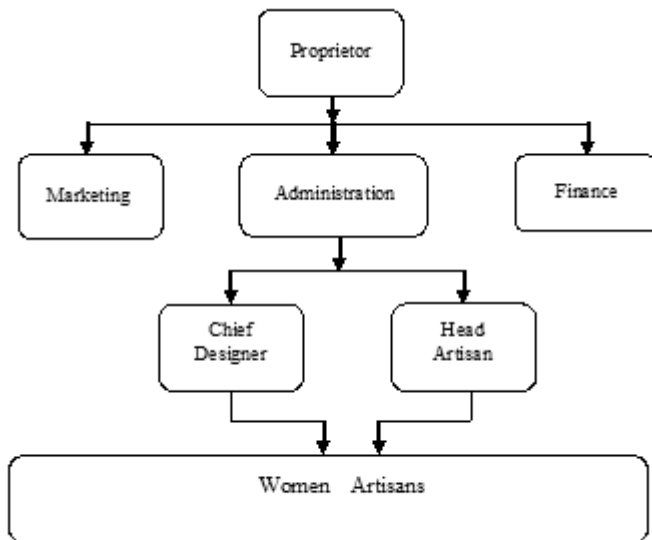 Proprietor
Marketing
Administration
Finance
Chief
Designer
Head
Artisan
Women Artisans